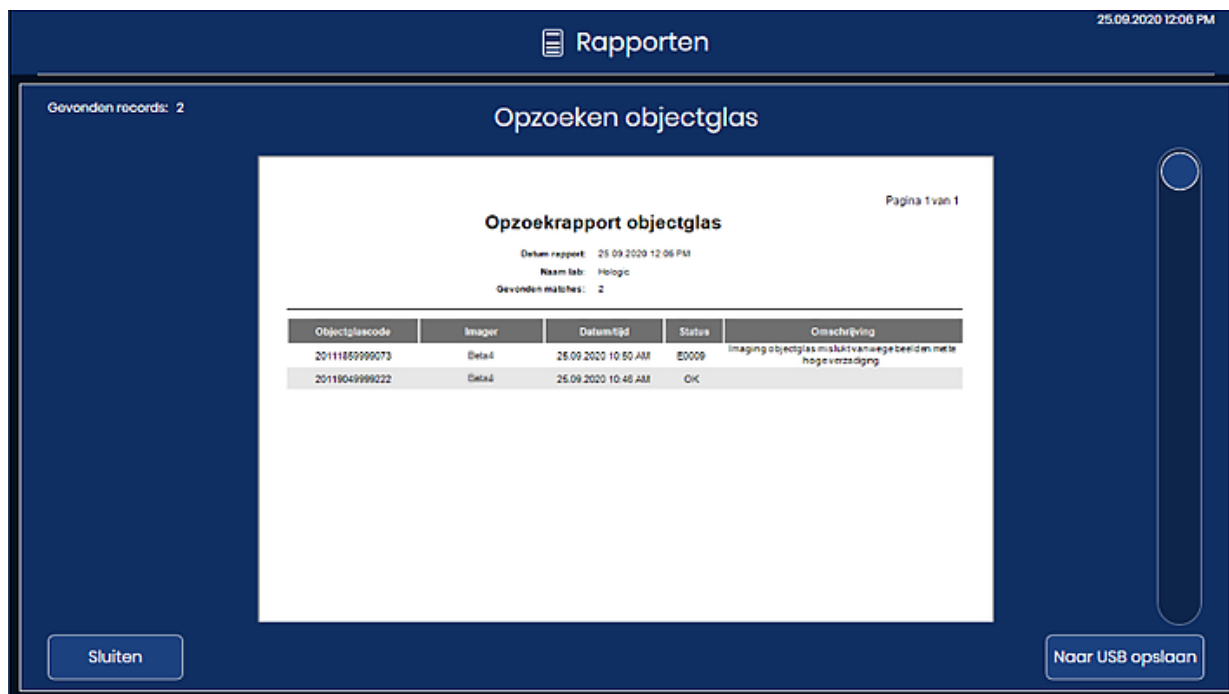 25.09.2020 12:06 PM
Rapporten
Gevonden records: 2
Opzoeken objectglas
Pagina 1 van 1
Opzoekrapport objectglas
Datum rapport: 25.09.2020 12:06 PM
Naam lab: Hologic
Gevonden matches: 2
Objectglascode Imager Datum/tijd Status Omschrijving
20111859999073 Beta4 25.09.2020 10:50 AM E0009 Imaging objectglas mislukt vanwege beelden met te
hoge verzadiging
20119049999222 Beta4 25.09.2020 10:46 AM OK
Sluiten
Naar USB opslaan